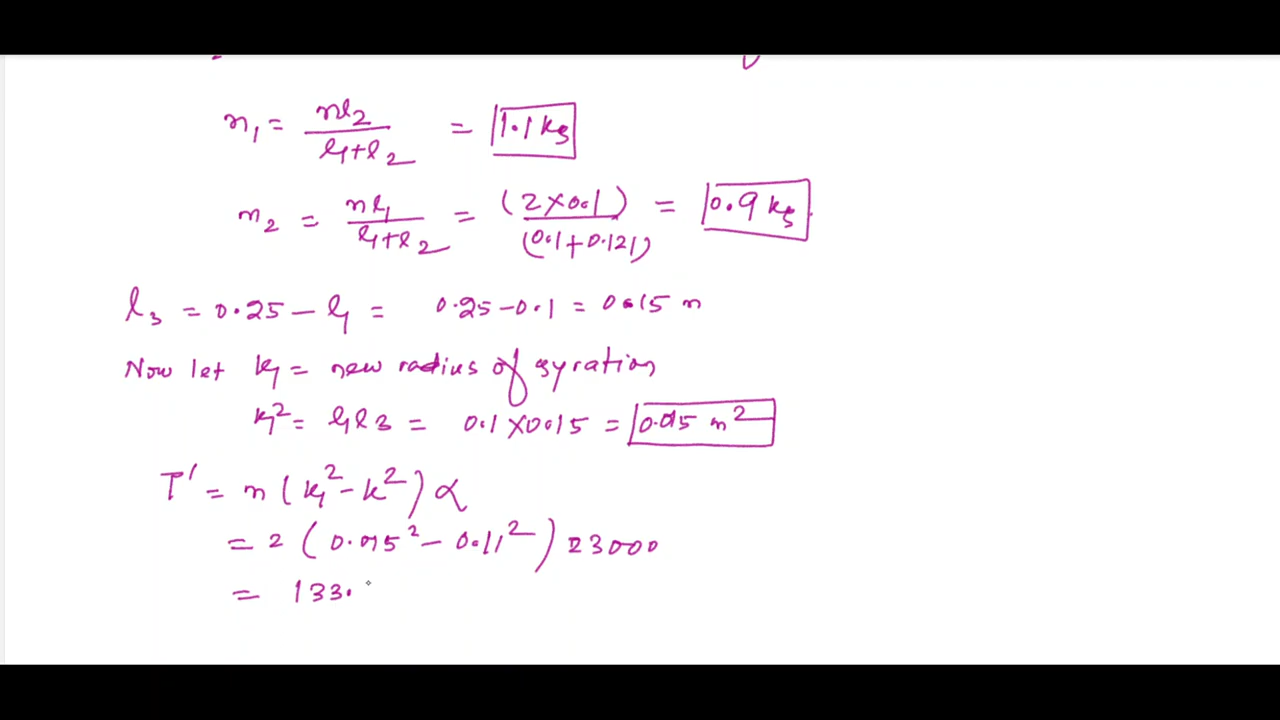 m₁ = ml₂ / l₁+l₂ = 1.1 kg
m₂ = ml₁ / l₁+l₂ = (2×0.1) / (0.1+0.121) = 0.9 kg
l₃ = 0.25 − l₁ = 0.25−0.1 = 0.15 m
Now let k₁ = new radius of gyration
k₁² = l₁l₃ = 0.1×0.15 = 0.015 m²
T' = m(k₁²−k²)α
= 2(0.015²−0.11²)23000
= 133.